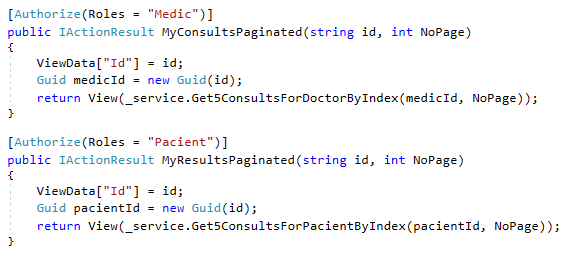 [Authorize(Roles = "Medic")]
public IActionResult MyConsultsPaginated(string id, int NoPage)
{
ViewData["Id"] = id;
Guid medicId = new Guid(id);
return View(_service.Get5ConsultsForDoctorByIndex(medicId, NoPage));
}
[Authorize(Roles = "Pacient")]
public IActionResult MyResultsPaginated(string id, int NoPage)
{
ViewData["Id"] = id;
Guid pacientId = new Guid(id);
return View(_service.Get5ConsultsForPacientByIndex(pacientId, NoPage));
}